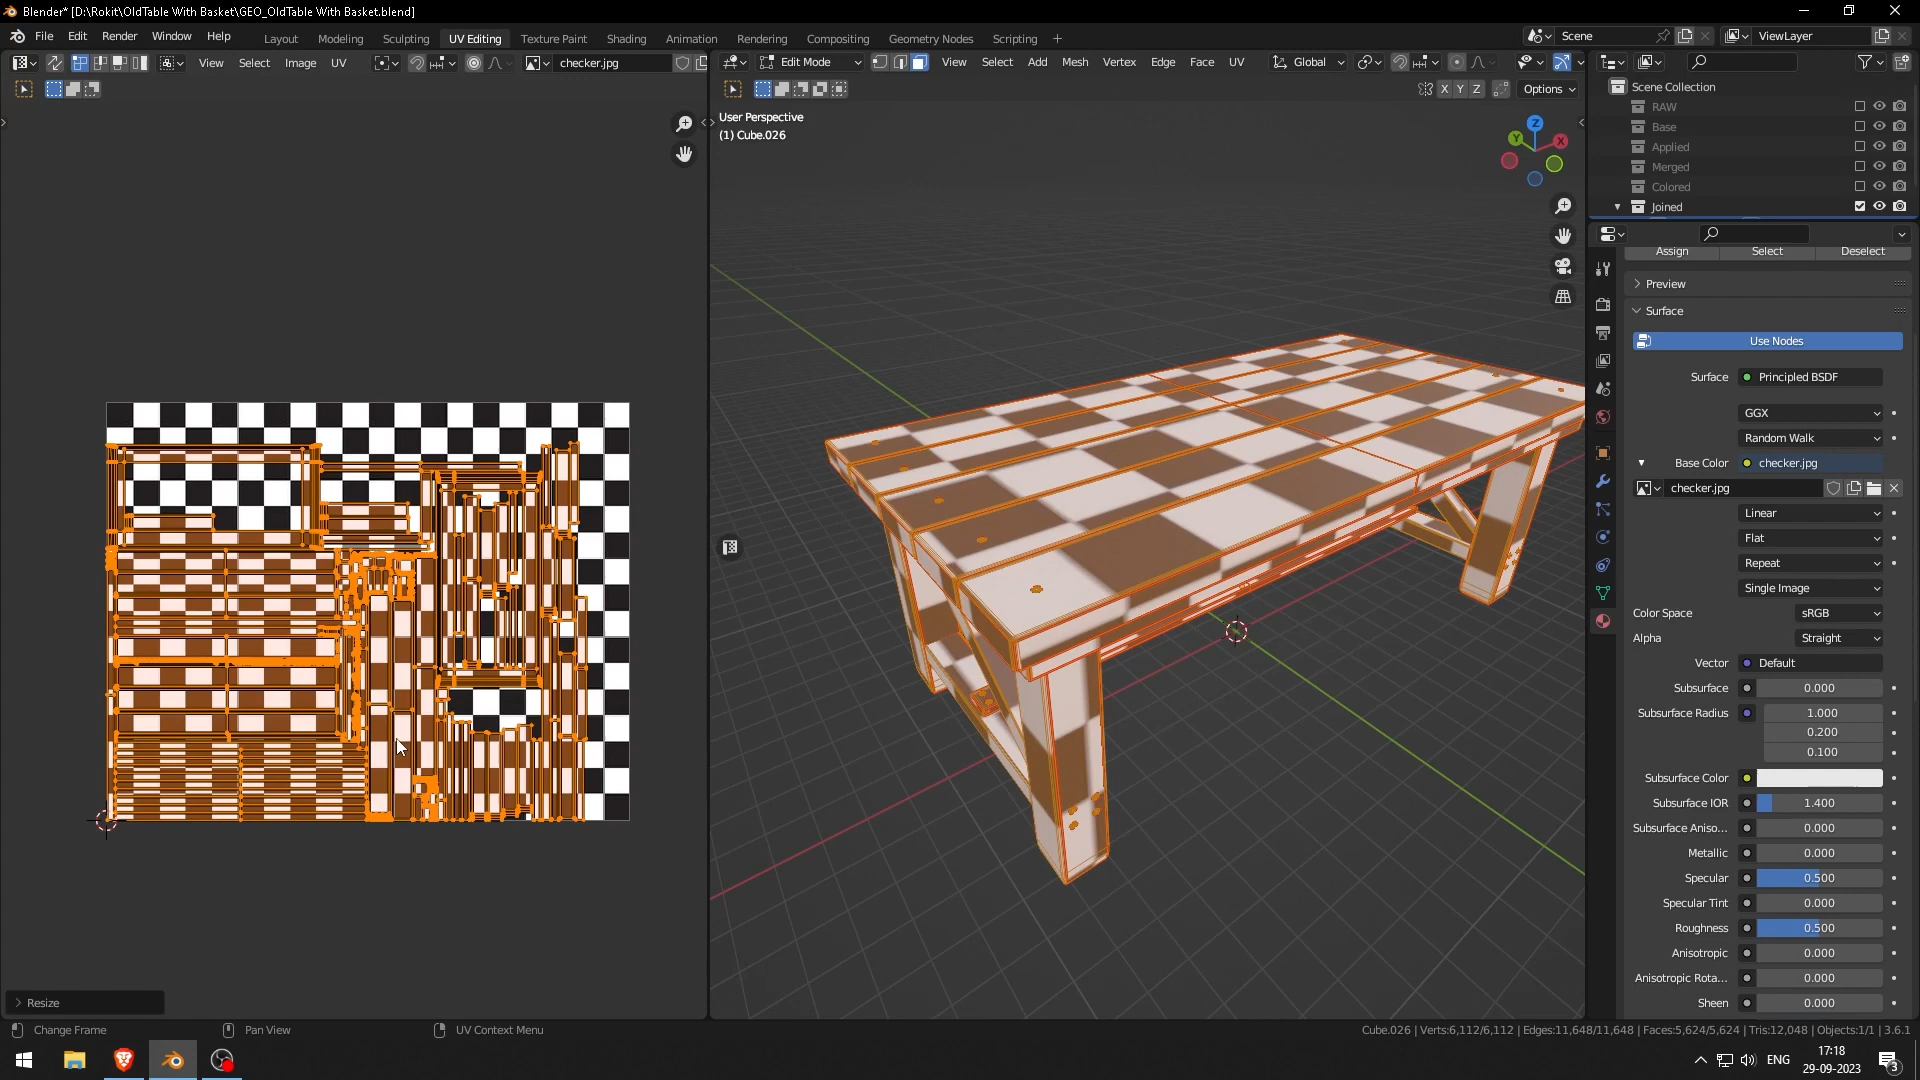 Blender* [D:\Rokit\OldTable With Basket\GEO_OldTable With Basket.blend]
File Edit Render Window Help Layout Modeling Sculpting UV Editing Texture Paint Shading Animation Rendering Compositing Geometry Nodes Scripting + Scene ViewLayer
View Select Image UV checker.jpg Edit Mode View Select Add Mesh Vertex Edge Face UV Global
X Y Z Options
User Perspective
(1) Cube.026
Z
Y X
Scene Collection
RAW
Base
Applied
Merged
Colored
Joined
Assign Select Deselect
Preview
Surface
Use Nodes
Surface Principled BSDF
GGX
Random Walk
Base Color checker.jpg
checker.jpg
Linear
Flat
Repeat
Single Image
Color Space sRGB
Alpha Straight
Vector Default
Subsurface 0.000
Subsurface Radius 1.000
0.200
0.100
Subsurface Color
Subsurface IOR 1.400
Subsurface Aniso... 0.000
Metallic 0.000
Specular 0.500
Specular Tint 0.000
Roughness 0.500
Anisotropic 0.000
Anisotropic Rota... 0.000
Sheen 0.000
Resize
Change Frame Pan View UV Context Menu
Cube.026 | Verts:6,112/6,112 | Edges:11,648/11,648 | Faces:5,624/5,624 | Tris:12,048 | Objects:1/1 | 3.6.1
ENG
17:18
29-09-2023
3